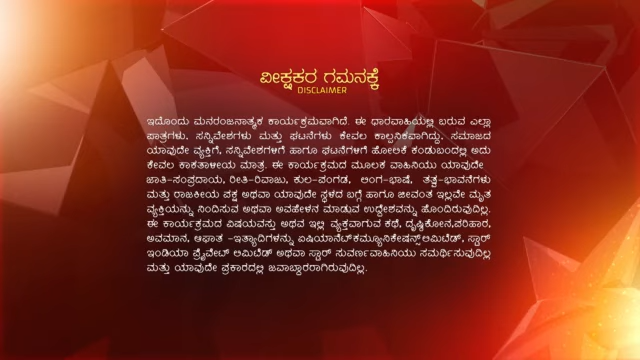 ವೀಕ್ಷಕರ ಗಮನಕ್ಕೆ
DISCLAIMER
ಇದೊಂದು ಮನರಂಜನಾತ್ಮಕ ಕಾರ್ಯಕ್ರಮವಾಗಿದೆ. ಈ ಧಾರವಾಹಿಯಲ್ಲಿ ಬರುವ ಎಲ್ಲಾ
ಪಾತ್ರಗಳು, ಸನ್ನಿವೇಶಗಳು ಮತ್ತು ಘಟನೆಗಳು ಕೇವಲ ಕಾಲ್ಪನಿಕವಾಗಿದ್ದು, ಸಮಾಜದ
ಯಾವುದೇ ವ್ಯಕ್ತಿಗೆ, ಸನ್ನಿವೇಶಗಳಿಗೆ ಹಾಗೂ ಘಟನೆಗಳಿಗೆ ಹೋಲಿಕೆ ಕಂಡುಬಂದಲ್ಲಿ ಅದು
ಕೇವಲ ಕಾಕತಾಳೀಯ ಮಾತ್ರ. ಈ ಕಾರ್ಯಕ್ರಮದ ಮೂಲಕ ವಾಹಿನಿಯು ಯಾವುದೇ
ಜಾತಿ-ಸಂಪ್ರದಾಯ, ರೀತಿ-ರಿವಾಜು, ಕುಲ-ಪಂಗಡ, ಲಿಂಗ-ಭಾಷೆ, ತತ್ವ-ಭಾವನೆಗಳು
ಮತ್ತು ರಾಜಕೀಯ ಪಕ್ಷ ಅಥವಾ ಯಾವುದೇ ಸ್ಥಳದ ಬಗ್ಗೆ ಹಾಗೂ ಜೀವಂತ ಇಲ್ಲವೇ ಮೃತ
ವ್ಯಕ್ತಿಯನ್ನು ನಿಂದಿಸುವ ಅಥವಾ ಅವಹೇಳನ ಮಾಡುವ ಉದ್ದೇಶವನ್ನು ಹೊಂದಿರುವುದಿಲ್ಲ.
ಈ ಕಾರ್ಯಕ್ರಮದ ವಿಷಯವಸ್ತು ಅಥವ ಇಲ್ಲಿ ವ್ಯಕ್ತವಾಗುವ ಕಥೆ, ದೃಷ್ಟಿಕೋನ,ಪರಿಹಾರ,
ಅವಮಾನ, ಆಘಾತ -ಇತ್ಯಾದಿಗಳನ್ನು ಏಷಿಯಾನೆಟ್‌ಕಮ್ಯೂನಿಕೇಷನ್ಸ್ ಲಿಮಿಟೆಡ್, ಸ್ಟಾರ್
ಇಂಡಿಯಾ ಪ್ರೈವೇಟ್ ಲಿಮಿಟೆಡ್ ಅಥವಾ ಸ್ಟಾರ್ ಸುವರ್ಣವಾಹಿನಿಯು ಸಮರ್ಥಿಸುವುದಿಲ್ಲ
ಮತ್ತು ಯಾವುದೇ ಪ್ರಕಾರದಲ್ಲಿ ಜವಾಬ್ದಾರರಾಗಿರುವುದಿಲ್ಲ.